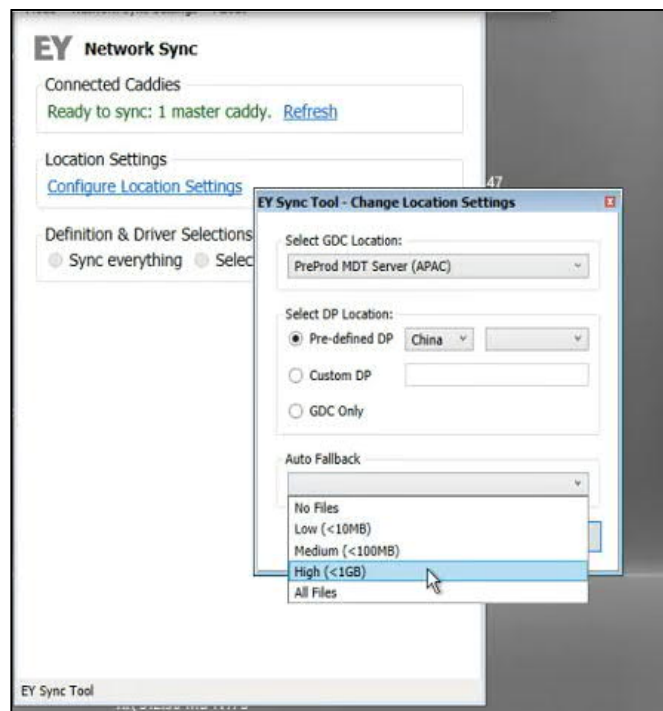 EY Network Sync
Connected Caddies
Ready to sync: 1 master caddy. Refresh
Location Settings
Configure Location Settings
47
Definition & Driver Selections
Sync everything Selec
EY Sync Tool - Change Location Settings
Select GDC Location:
PreProd MDT Server (APAC)
Select DP Location:
Pre-defined DP China
Custom DP
GDC Only
Auto Fallback
No Files
Low (<10MB)
Medium (<100MB)
High (<1GB)
All Files
EY Sync Tool